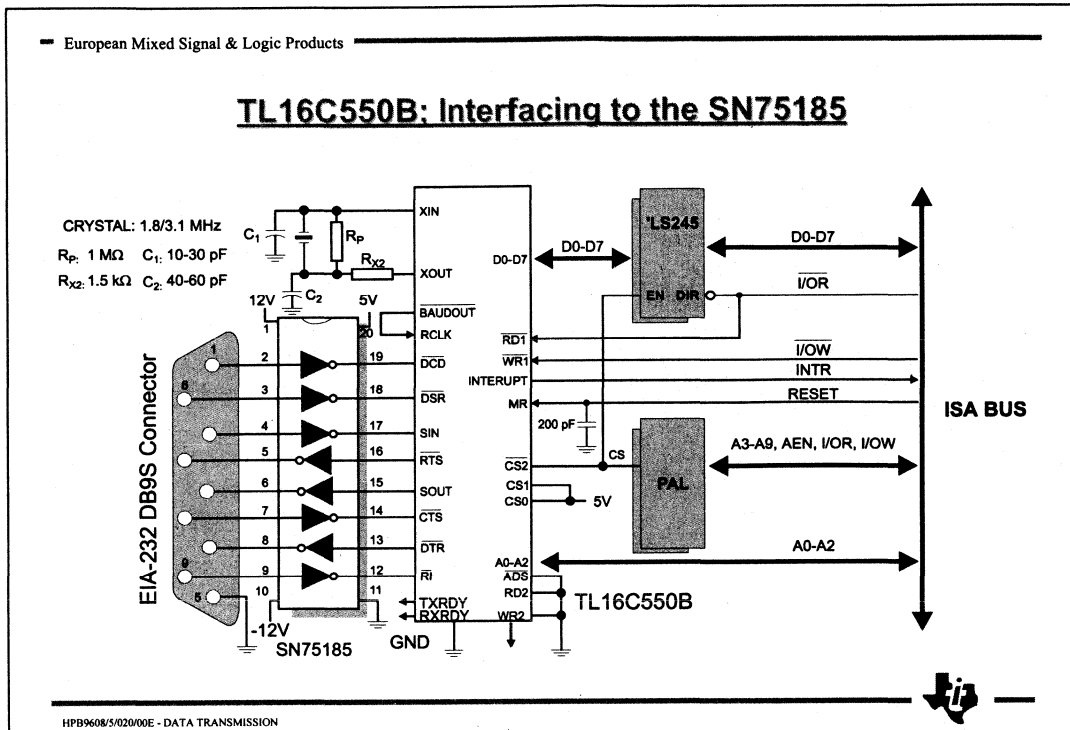 European Mixed Signal & Logic Products
TL16C550B; Interfacing to the SN75185
CRYSTAL: 1.8/3.1 MHz
RP: 1 MΩ C1: 10-30 pF
RX2: 1.5 kΩ C2: 40-60 pF
C1
RP
RX2
C2
12V
5V
1
20
XIN
XOUT
BAUDOUT
RCLK
DCD
DSR
SIN
RTS
SOUT
CTS
DTR
RI
TXRDY
RXRDY
GND
D0-D7
RD1
WR1
INTERUPT
MR
CS2
CS1
CS0
A0-A2
ADS
RD2
WR2
EIA-232 DB9S Connector
1
6
9
5
2
19
3
18
4
17
5
16
6
15
7
14
8
13
9
12
10
11
-12V
SN75185
D0-D7
'LS245
EN DIR
D0-D7
I/OR
I/OW
INTR
RESET
200 pF
CS
PAL
5V
A3-A9, AEN, I/OR, I/OW
A0-A2
TL16C550B
ISA BUS
HPB9608/5/020/00E - DATA TRANSMISSION